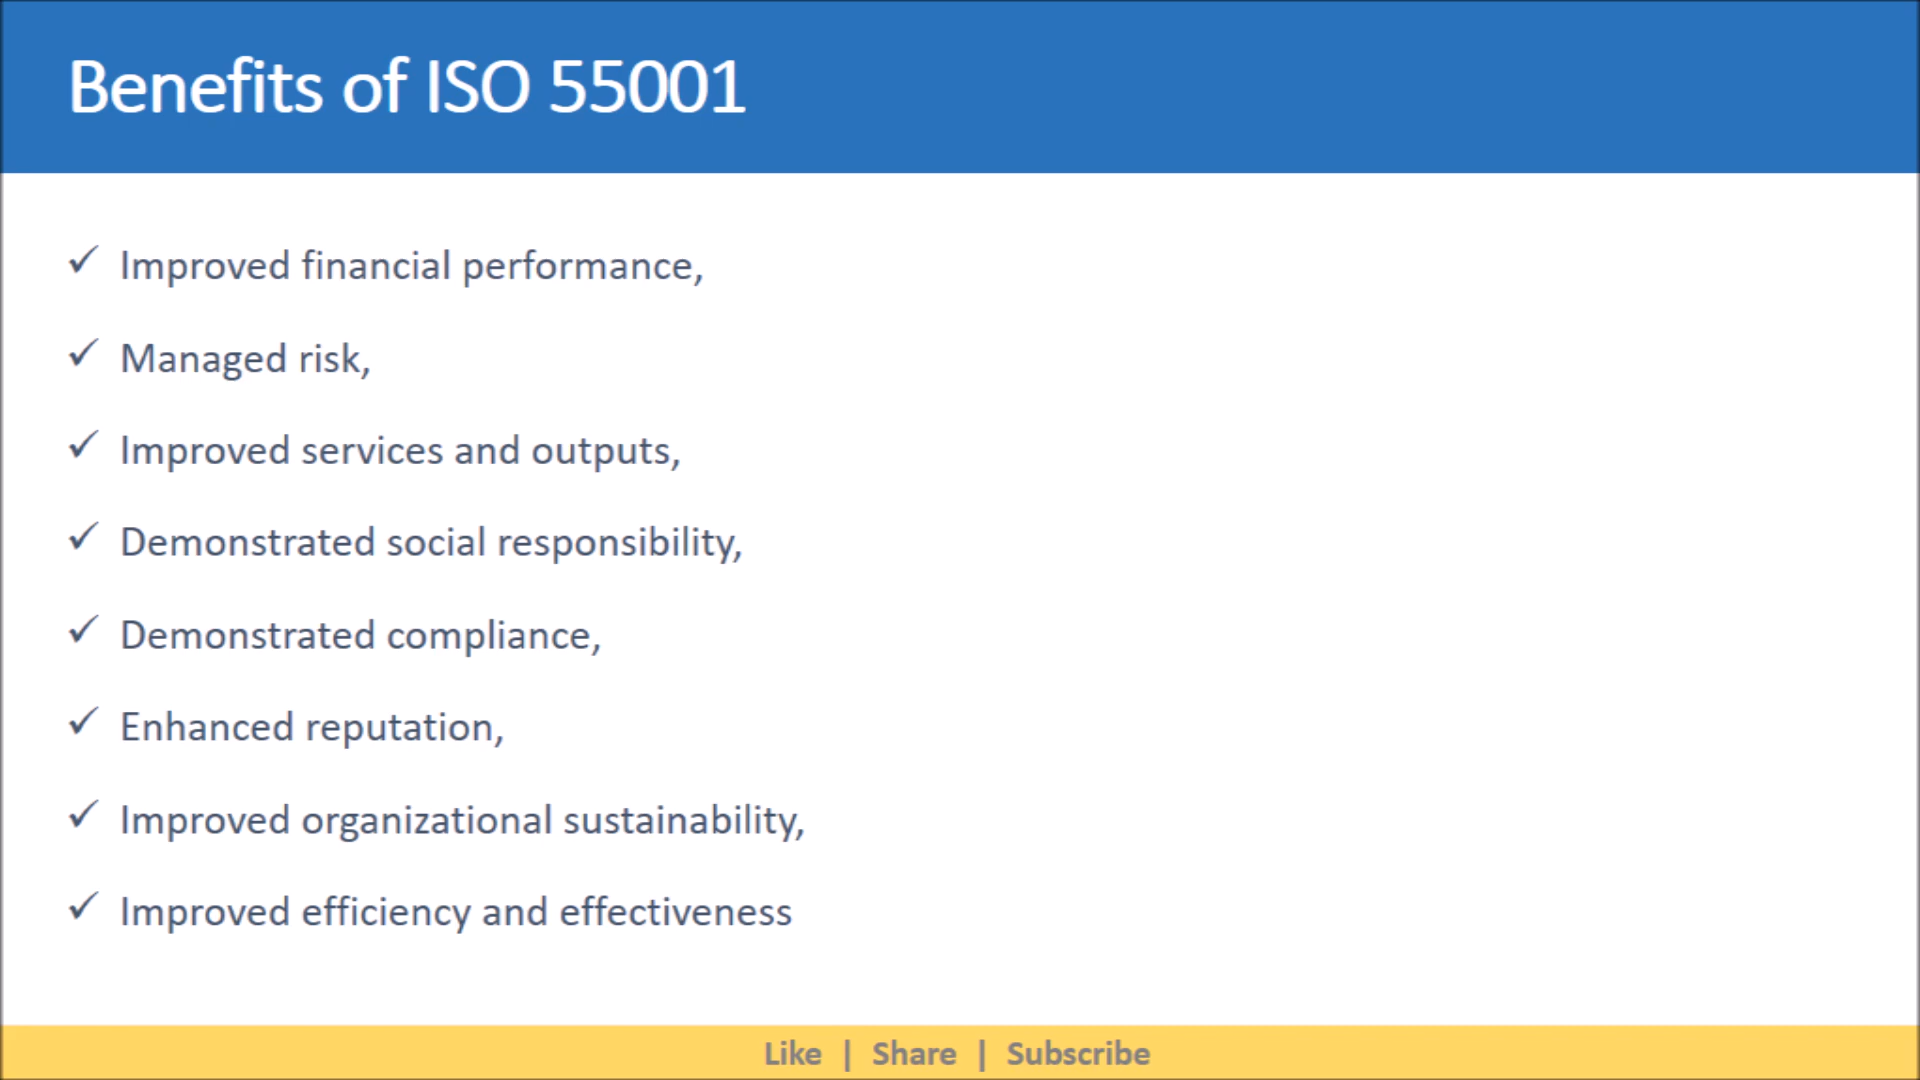 Benefits of ISO 55001
✓ Improved financial performance,
✓ Managed risk,
✓ Improved services and outputs,
✓ Demonstrated social responsibility,
✓ Demonstrated compliance,
✓ Enhanced reputation,
✓ Improved organizational sustainability,
✓ Improved efficiency and effectiveness
Like | Share | Subscribe